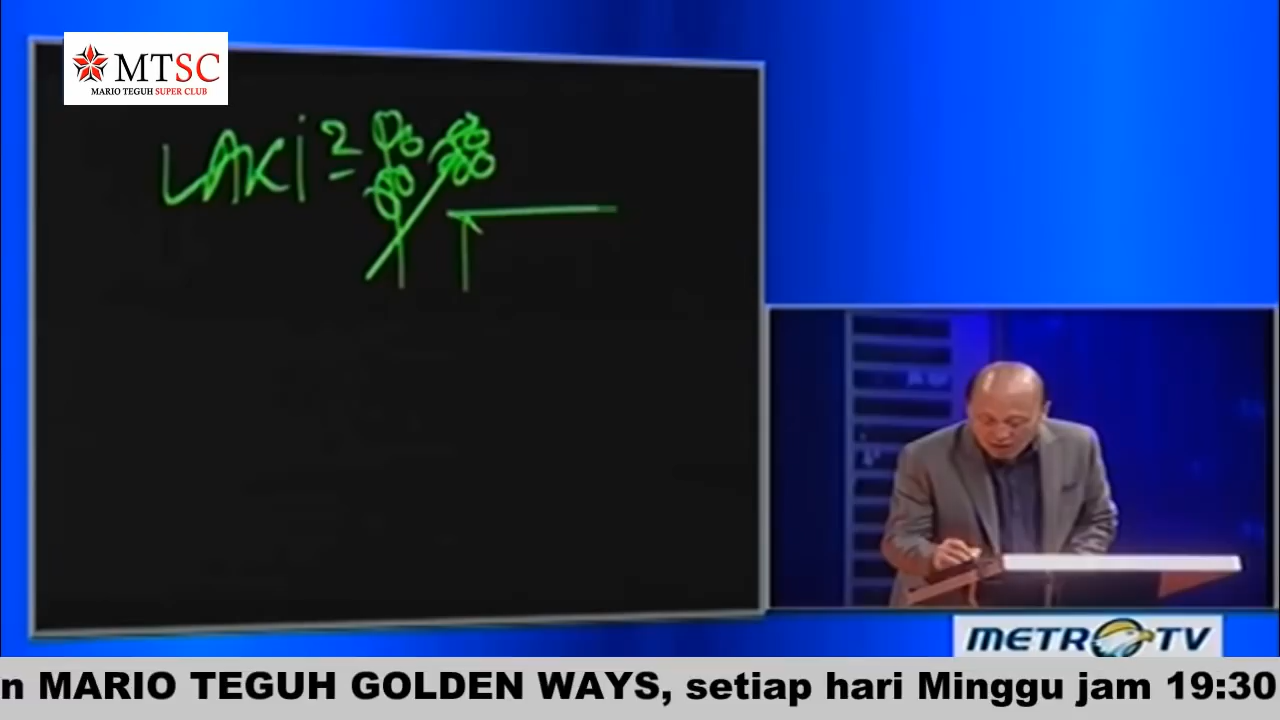 MTSC
MARIO TEGUH SUPER CLUB
LAKI2
METRO TV
n MARIO TEGUH GOLDEN WAYS, setiap hari Minggu jam 19:30